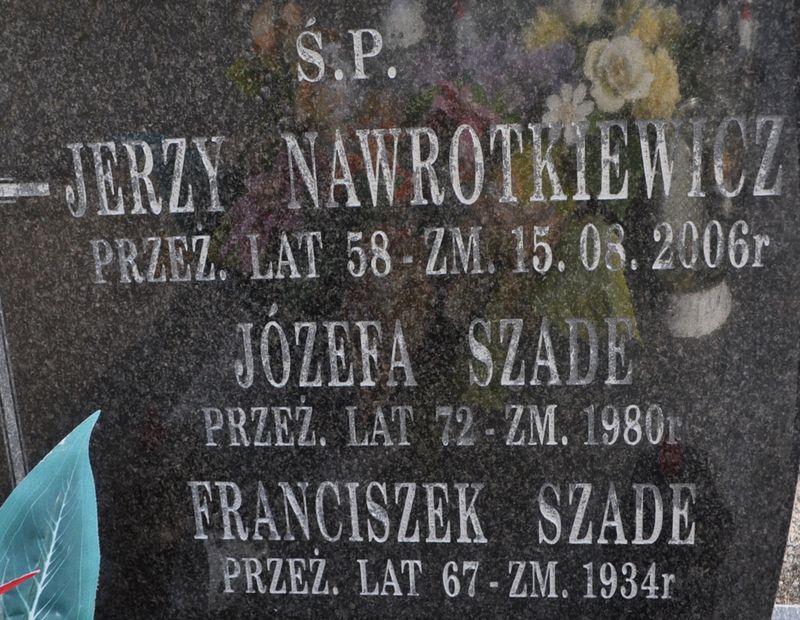 Ś.P.
JERZY NAWROTKIEWICZ
PRZEŻ. LAT 58 - ZM. 15. 08. 2006r
JÓZEFA SZADE
PRZEŻ. LAT 72 - ZM. 1980r
FRANCISZEK SZADE
PRZEŻ. LAT 67 - ZM. 1934r